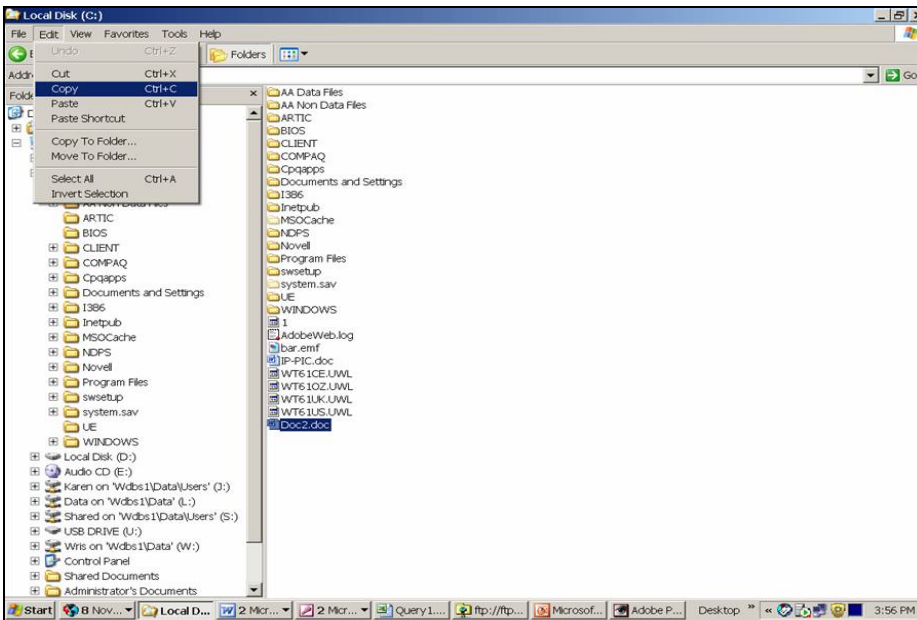 Local Disk (C:)
File Edit View Favorites Tools Help
Folders
Undo Ctrl+Z
Cut Ctrl+X
Copy Ctrl+C
Paste Ctrl+V
Paste Shortcut
Copy To Folder...
Move To Folder...
Select All Ctrl+A
Invert Selection
Go
ARTIC
BIOS
CLIENT
COMPAQ
Cpqapps
Documents and Settings
I386
Inetpub
MSOCache
NDPS
Novell
Program Files
swsetup
system.sav
UE
WINDOWS
Local Disk (D:)
Audio CD (E:)
Karen on 'Wdbs1\Data\Users' (J:)
Data on 'Wdbs1\Data' (L:)
Shared on 'Wdbs1\Data\Users' (S:)
USB DRIVE (U:)
Wris on 'Wdbs1\Data' (W:)
Control Panel
Shared Documents
Administrator's Documents
AA Data Files
AA Non Data Files
ARTIC
BIOS
CLIENT
COMPAQ
Cpqapps
Documents and Settings
I386
Inetpub
MSOCache
NDPS
Novell
Program Files
swsetup
system.sav
UE
WINDOWS
1
AdobeWeb.log
bar.emf
IP-PIC.doc
WT61CE.UWL
WT61OZ.UWL
WT61UK.UWL
WT61US.UWL
Doc2.doc
Start 8 Nov... Local D... 2 Micr... 2 Micr... Query1.... ftp://ftp... Microsof... Adobe P... Desktop » « 3:56 PM